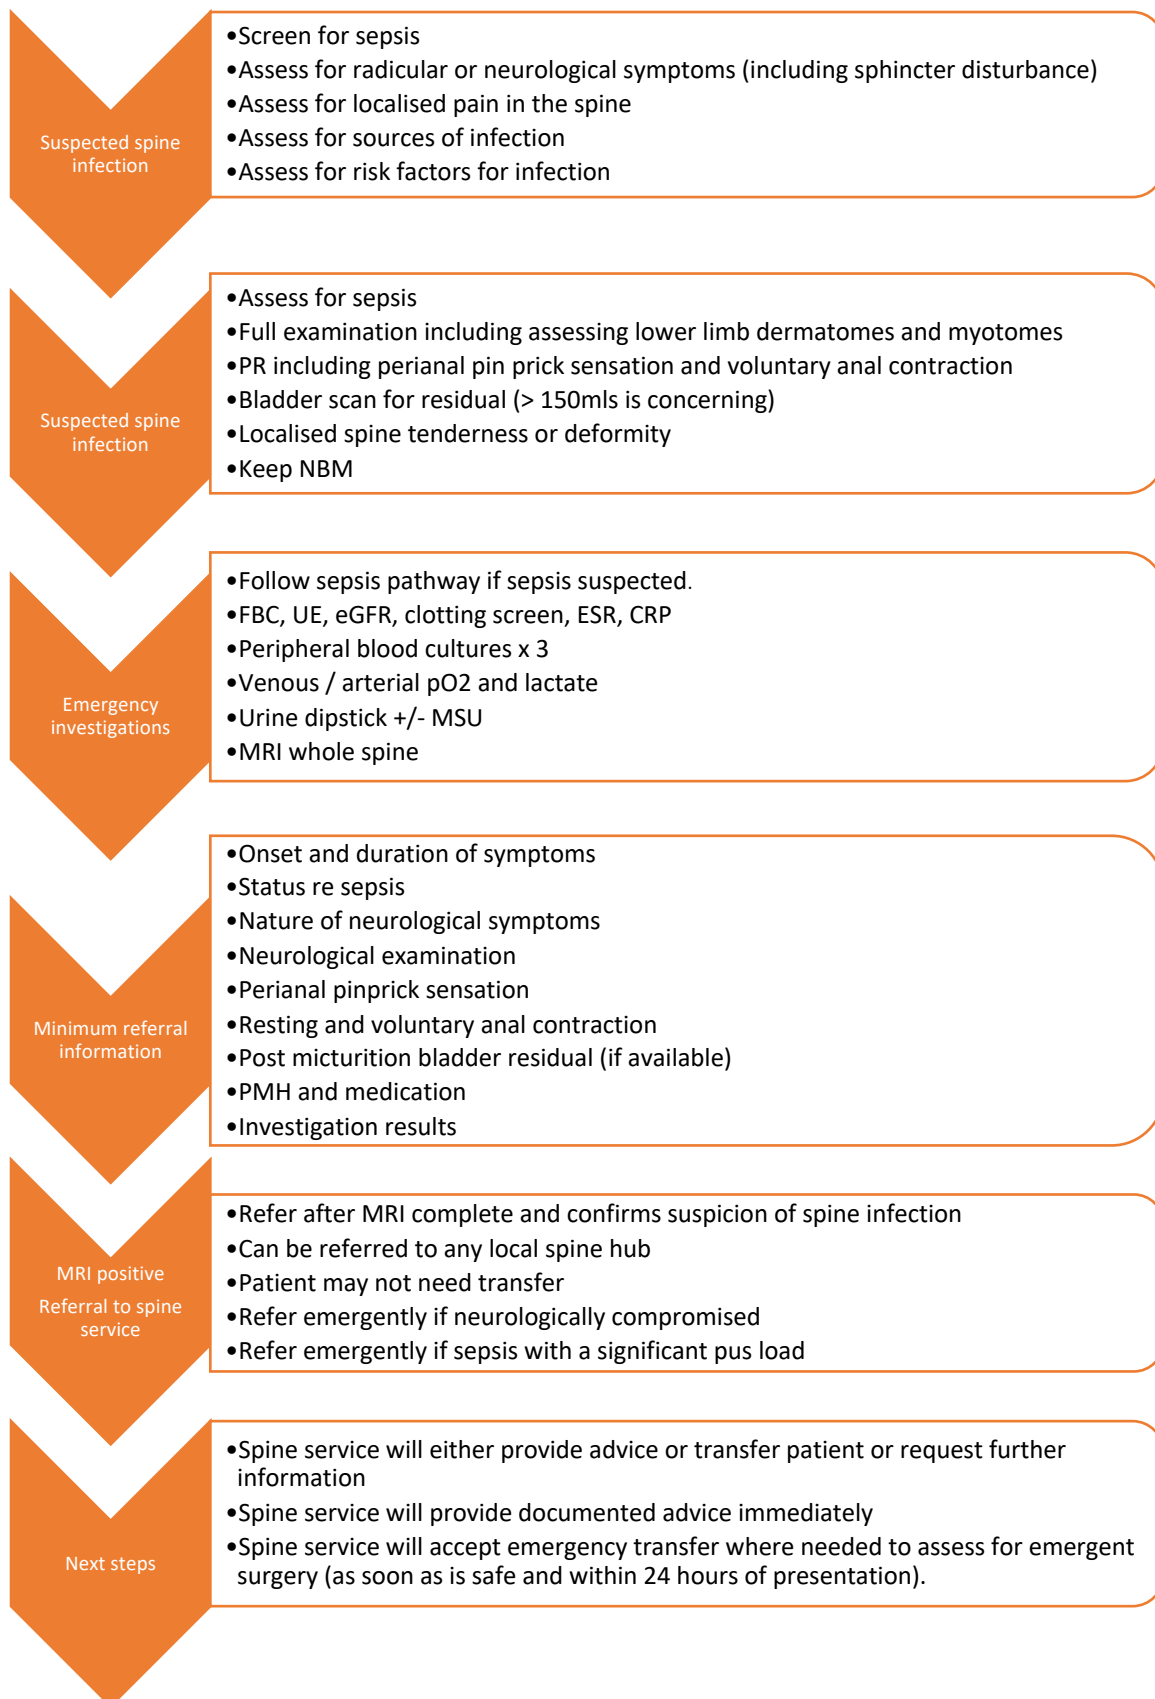 Suspected spine
infection
•Screen for sepsis
•Assess for radicular or neurological symptoms (including sphincter disturbance)
•Assess for localised pain in the spine
•Assess for sources of infection
•Assess for risk factors for infection
Suspected spine
infection
•Assess for sepsis
•Full examination including assessing lower limb dermatomes and myotomes
•PR including perianal pin prick sensation and voluntary anal contraction
•Bladder scan for residual (> 150mls is concerning)
•Localised spine tenderness or deformity
•Keep NBM
Emergency
investigations
•Follow sepsis pathway if sepsis suspected.
•FBC, UE, eGFR, clotting screen, ESR, CRP
•Peripheral blood cultures x 3
•Venous / arterial pO2 and lactate
•Urine dipstick +/- MSU
•MRI whole spine
Minimum referral
information
•Onset and duration of symptoms
•Status re sepsis
•Nature of neurological symptoms
•Neurological examination
•Perianal pinprick sensation
•Resting and voluntary anal contraction
•Post micturition bladder residual (if available)
•PMH and medication
•Investigation results
MRI positive
Referral to spine
service
•Refer after MRI complete and confirms suspicion of spine infection
•Can be referred to any local spine hub
•Patient may not need transfer
•Refer emergently if neurologically compromised
•Refer emergently if sepsis with a significant pus load
Next steps
•Spine service will either provide advice or transfer patient or request further
information
•Spine service will provide documented advice immediately
•Spine service will accept emergency transfer where needed to assess for emergent
surgery (as soon as is safe and within 24 hours of presentation).